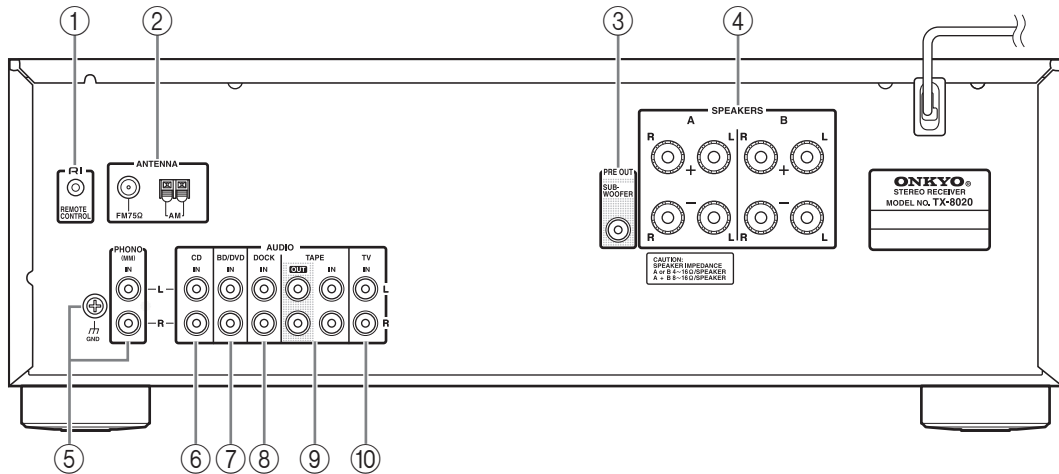 ① ② ③ ④
SPEAKERS
A B
R L R L
+ +
− −
R L R L
CAUTION:
SPEAKER IMPEDANCE
A or B 4~16Ω/SPEAKER
A + B 8~16Ω/SPEAKER
PRE OUT
SUB-
WOOFER
ONKYO®
STEREO RECEIVER
MODEL NO. TX-8020
RI
REMOTE
CONTROL
ANTENNA
FM75Ω
AM
PHONO
(MM)
IN
L
R
GND
AUDIO
CD BD/DVD DOCK TAPE TV
IN IN IN OUT IN IN
L
R
⑤ ⑥ ⑦ ⑧ ⑨ ⑩